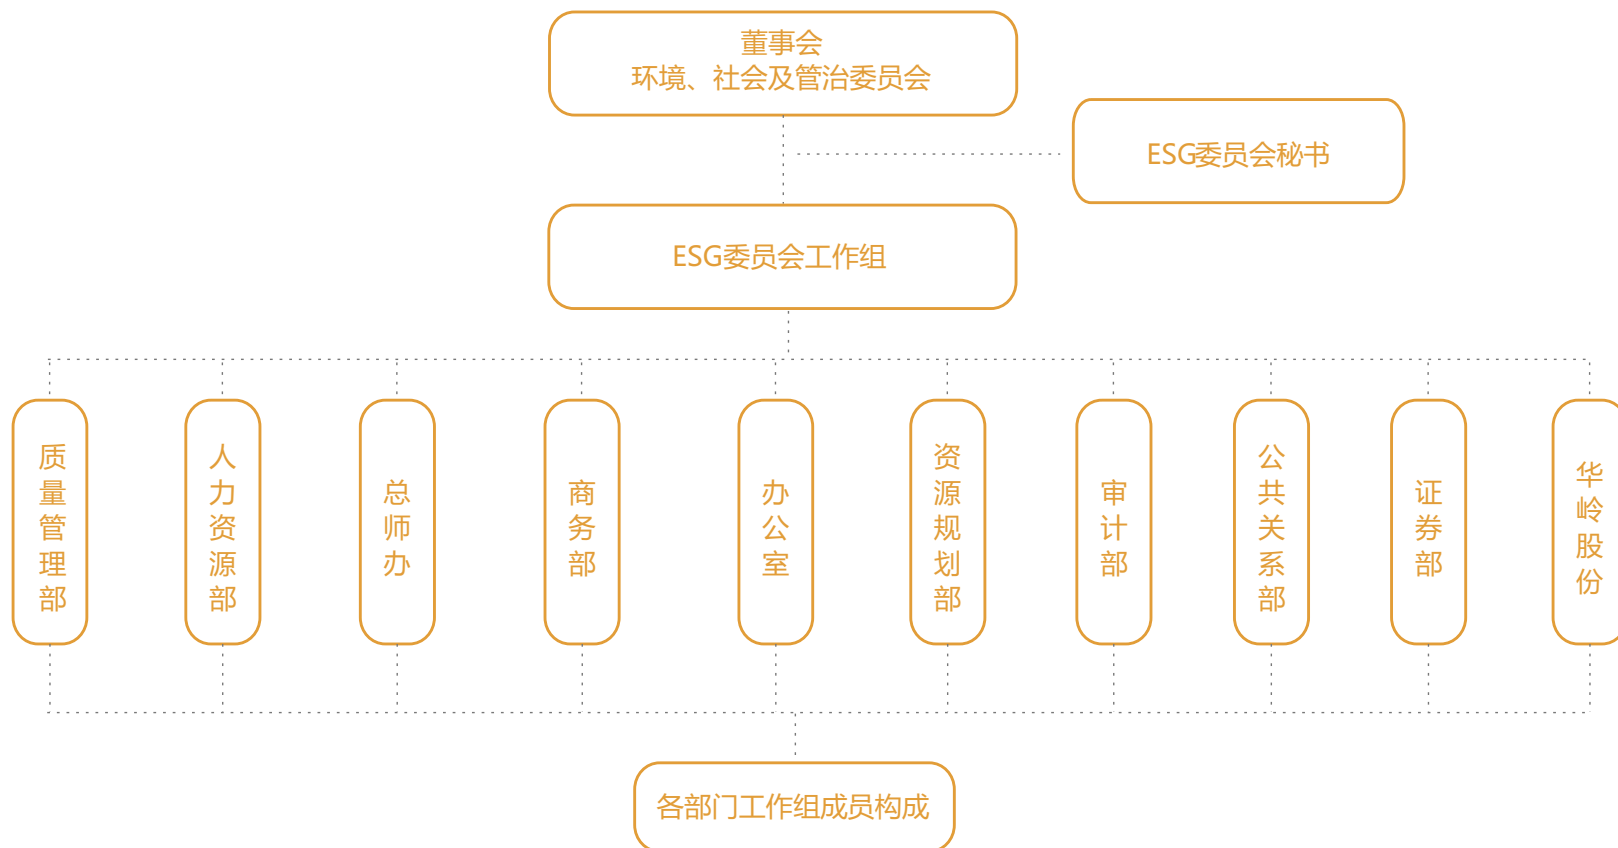 董事会
环境、社会及管治委员会
ESG委员会秘书
ESG委员会工作组
质量管理部
人力资源部
总师办
商务部
办公室
资源规划部
审计部
公共关系部
证券部
华岭股份
各部门工作组成员构成